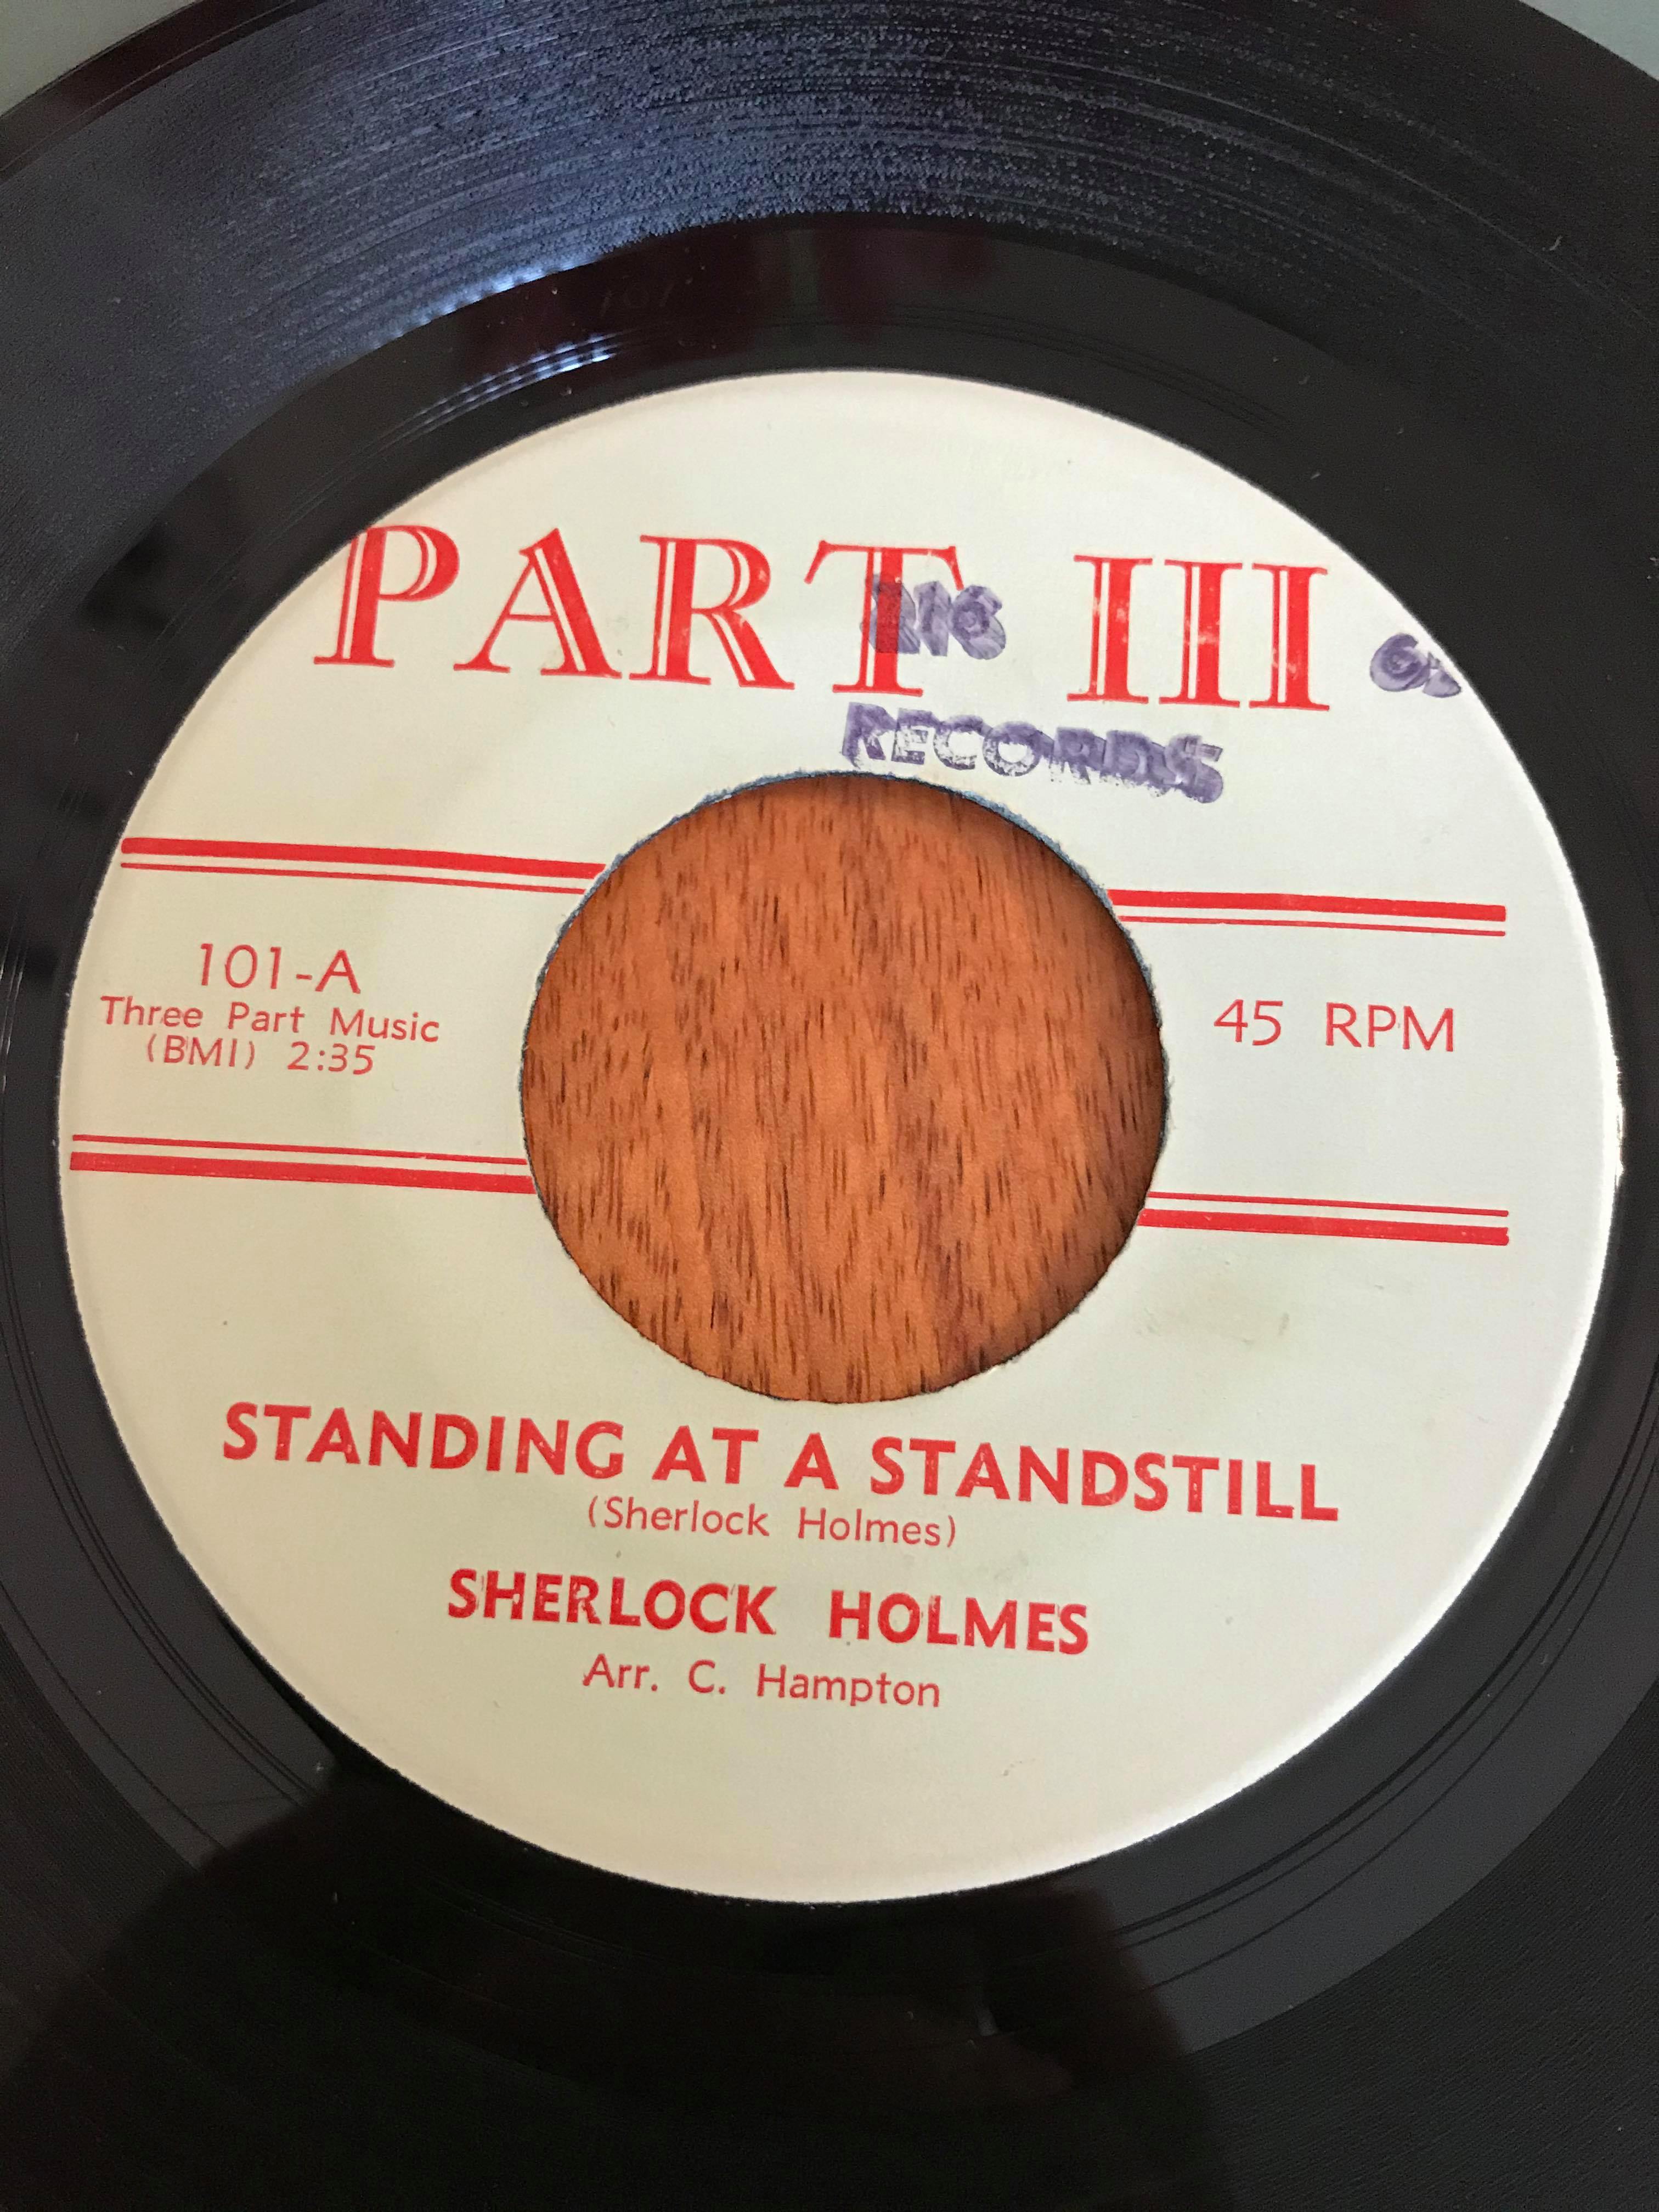 PART III
RECORDS
101-A
Three Part Music
(BMI) 2:35
45 RPM
STANDING AT A STANDSTILL
(Sherlock Holmes)
SHERLOCK HOLMES
Arr. C. Hampton